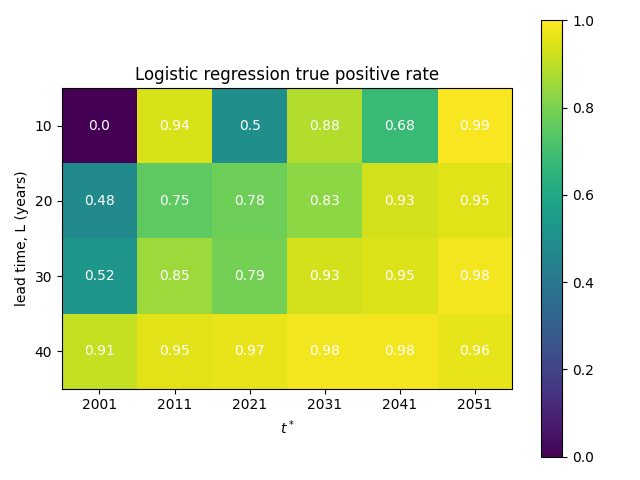 Logistic regression true positive rate
lead time, L (years)
10 0.0 0.94 0.5 0.88 0.68 0.99
20 0.48 0.75 0.78 0.83 0.93 0.95
30 0.52 0.85 0.79 0.93 0.95 0.98
40 0.91 0.95 0.97 0.98 0.98 0.96
2001 2011 2021 2031 2041 2051
t*
1.0
0.8
0.6
0.4
0.2
0.0